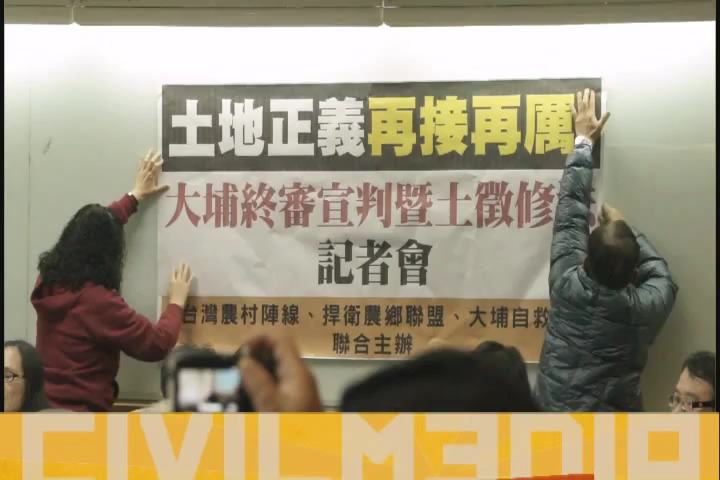 土地正義再接再厲
大埔終審宣判暨土徵修
記者會
台灣農村陣線、捍衛農鄉聯盟、大埔自救
聯合主辦
CIVILMEDIA